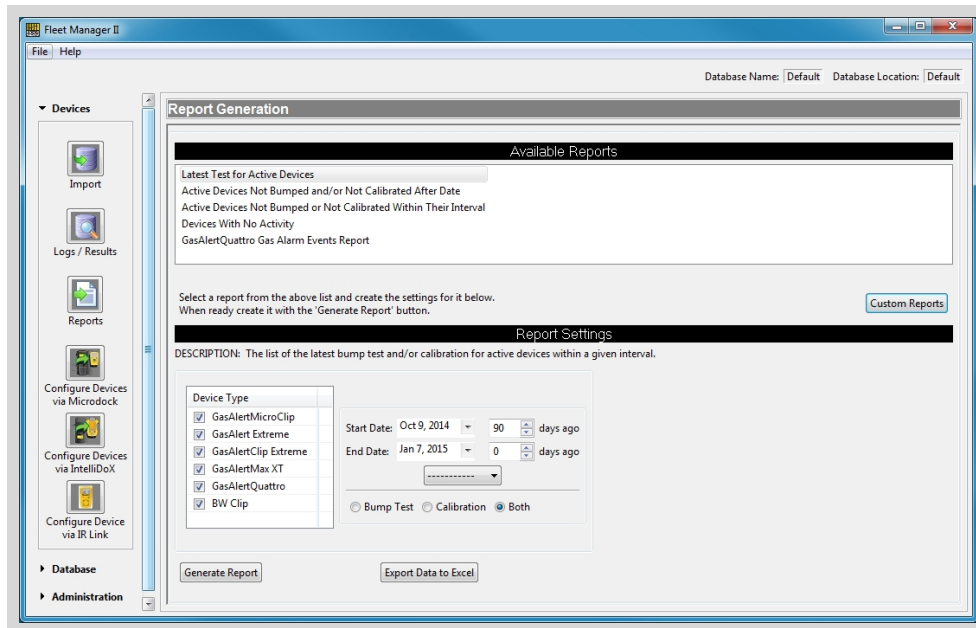 Fleet Manager II
File Help
Database Name: Default Database Location: Default
Devices
Import
Logs / Results
Reports
Configure Devices
via Microdock
Configure Devices
via IntelliDoX
Configure Device
via IR Link
Database
Administration
Report Generation
Available Reports
Latest Test for Active Devices
Active Devices Not Bumped and/or Not Calibrated After Date
Active Devices Not Bumped or Not Calibrated Within Their Interval
Devices With No Activity
GasAlertQuattro Gas Alarm Events Report
Select a report from the above list and create the settings for it below.
When ready create it with the 'Generate Report' button.
Custom Reports
Report Settings
DESCRIPTION: The list of the latest bump test and/or calibration for active devices within a given interval.
Device Type
GasAlertMicroClip
GasAlert Extreme
GasAlertClip Extreme
GasAlertMax XT
GasAlertQuattro
BW Clip
Start Date: Oct 9, 2014 90 days ago
End Date: Jan 7, 2015 0 days ago
-----------
Bump Test Calibration Both
Generate Report
Export Data to Excel